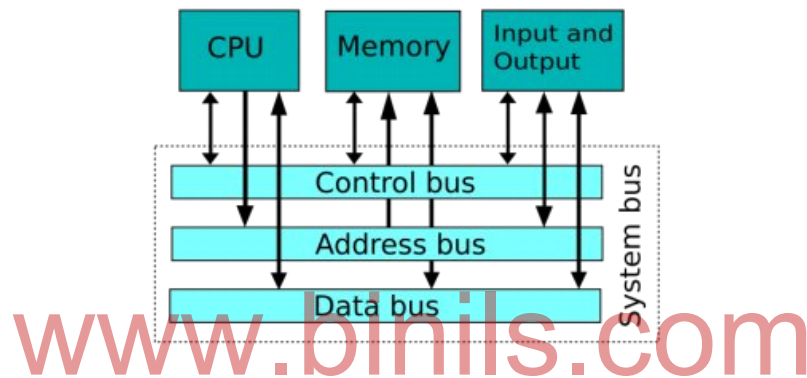 CPU
Memory
Input and
Output
Control bus
Address bus
Data bus
System bus
www.binils.com